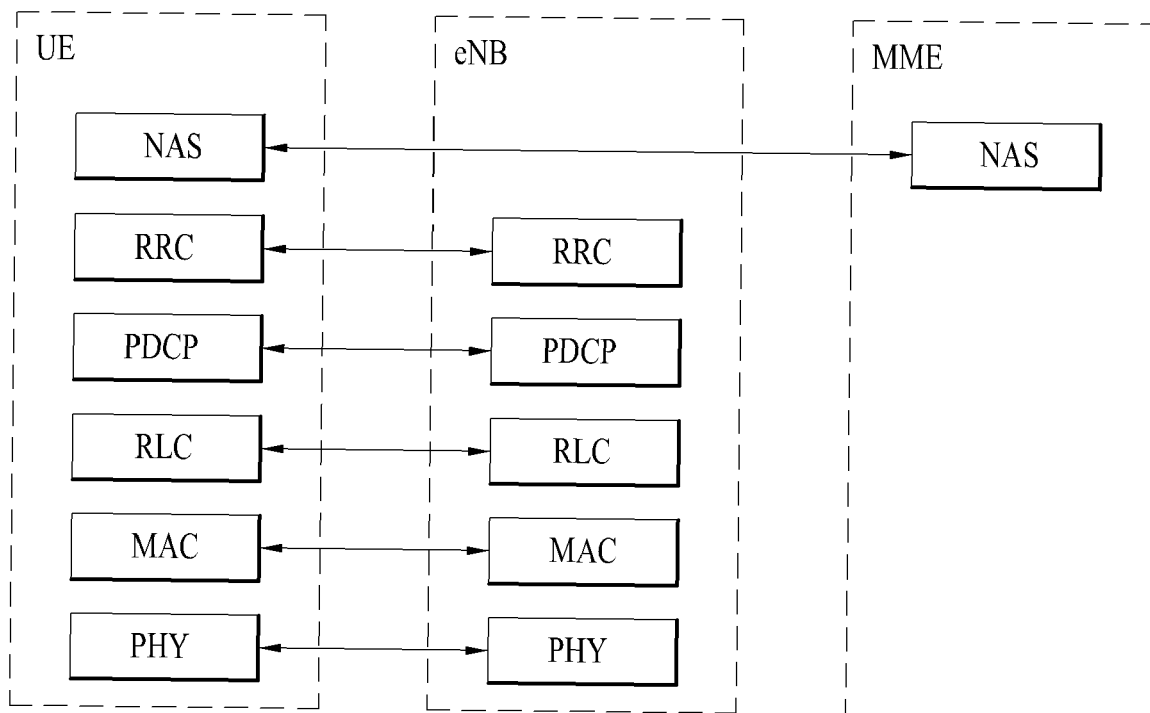 UE
eNB
MME
NAS
NAS
RRC
RRC
PDCP
PDCP
RLC
RLC
MAC
MAC
PHY
PHY